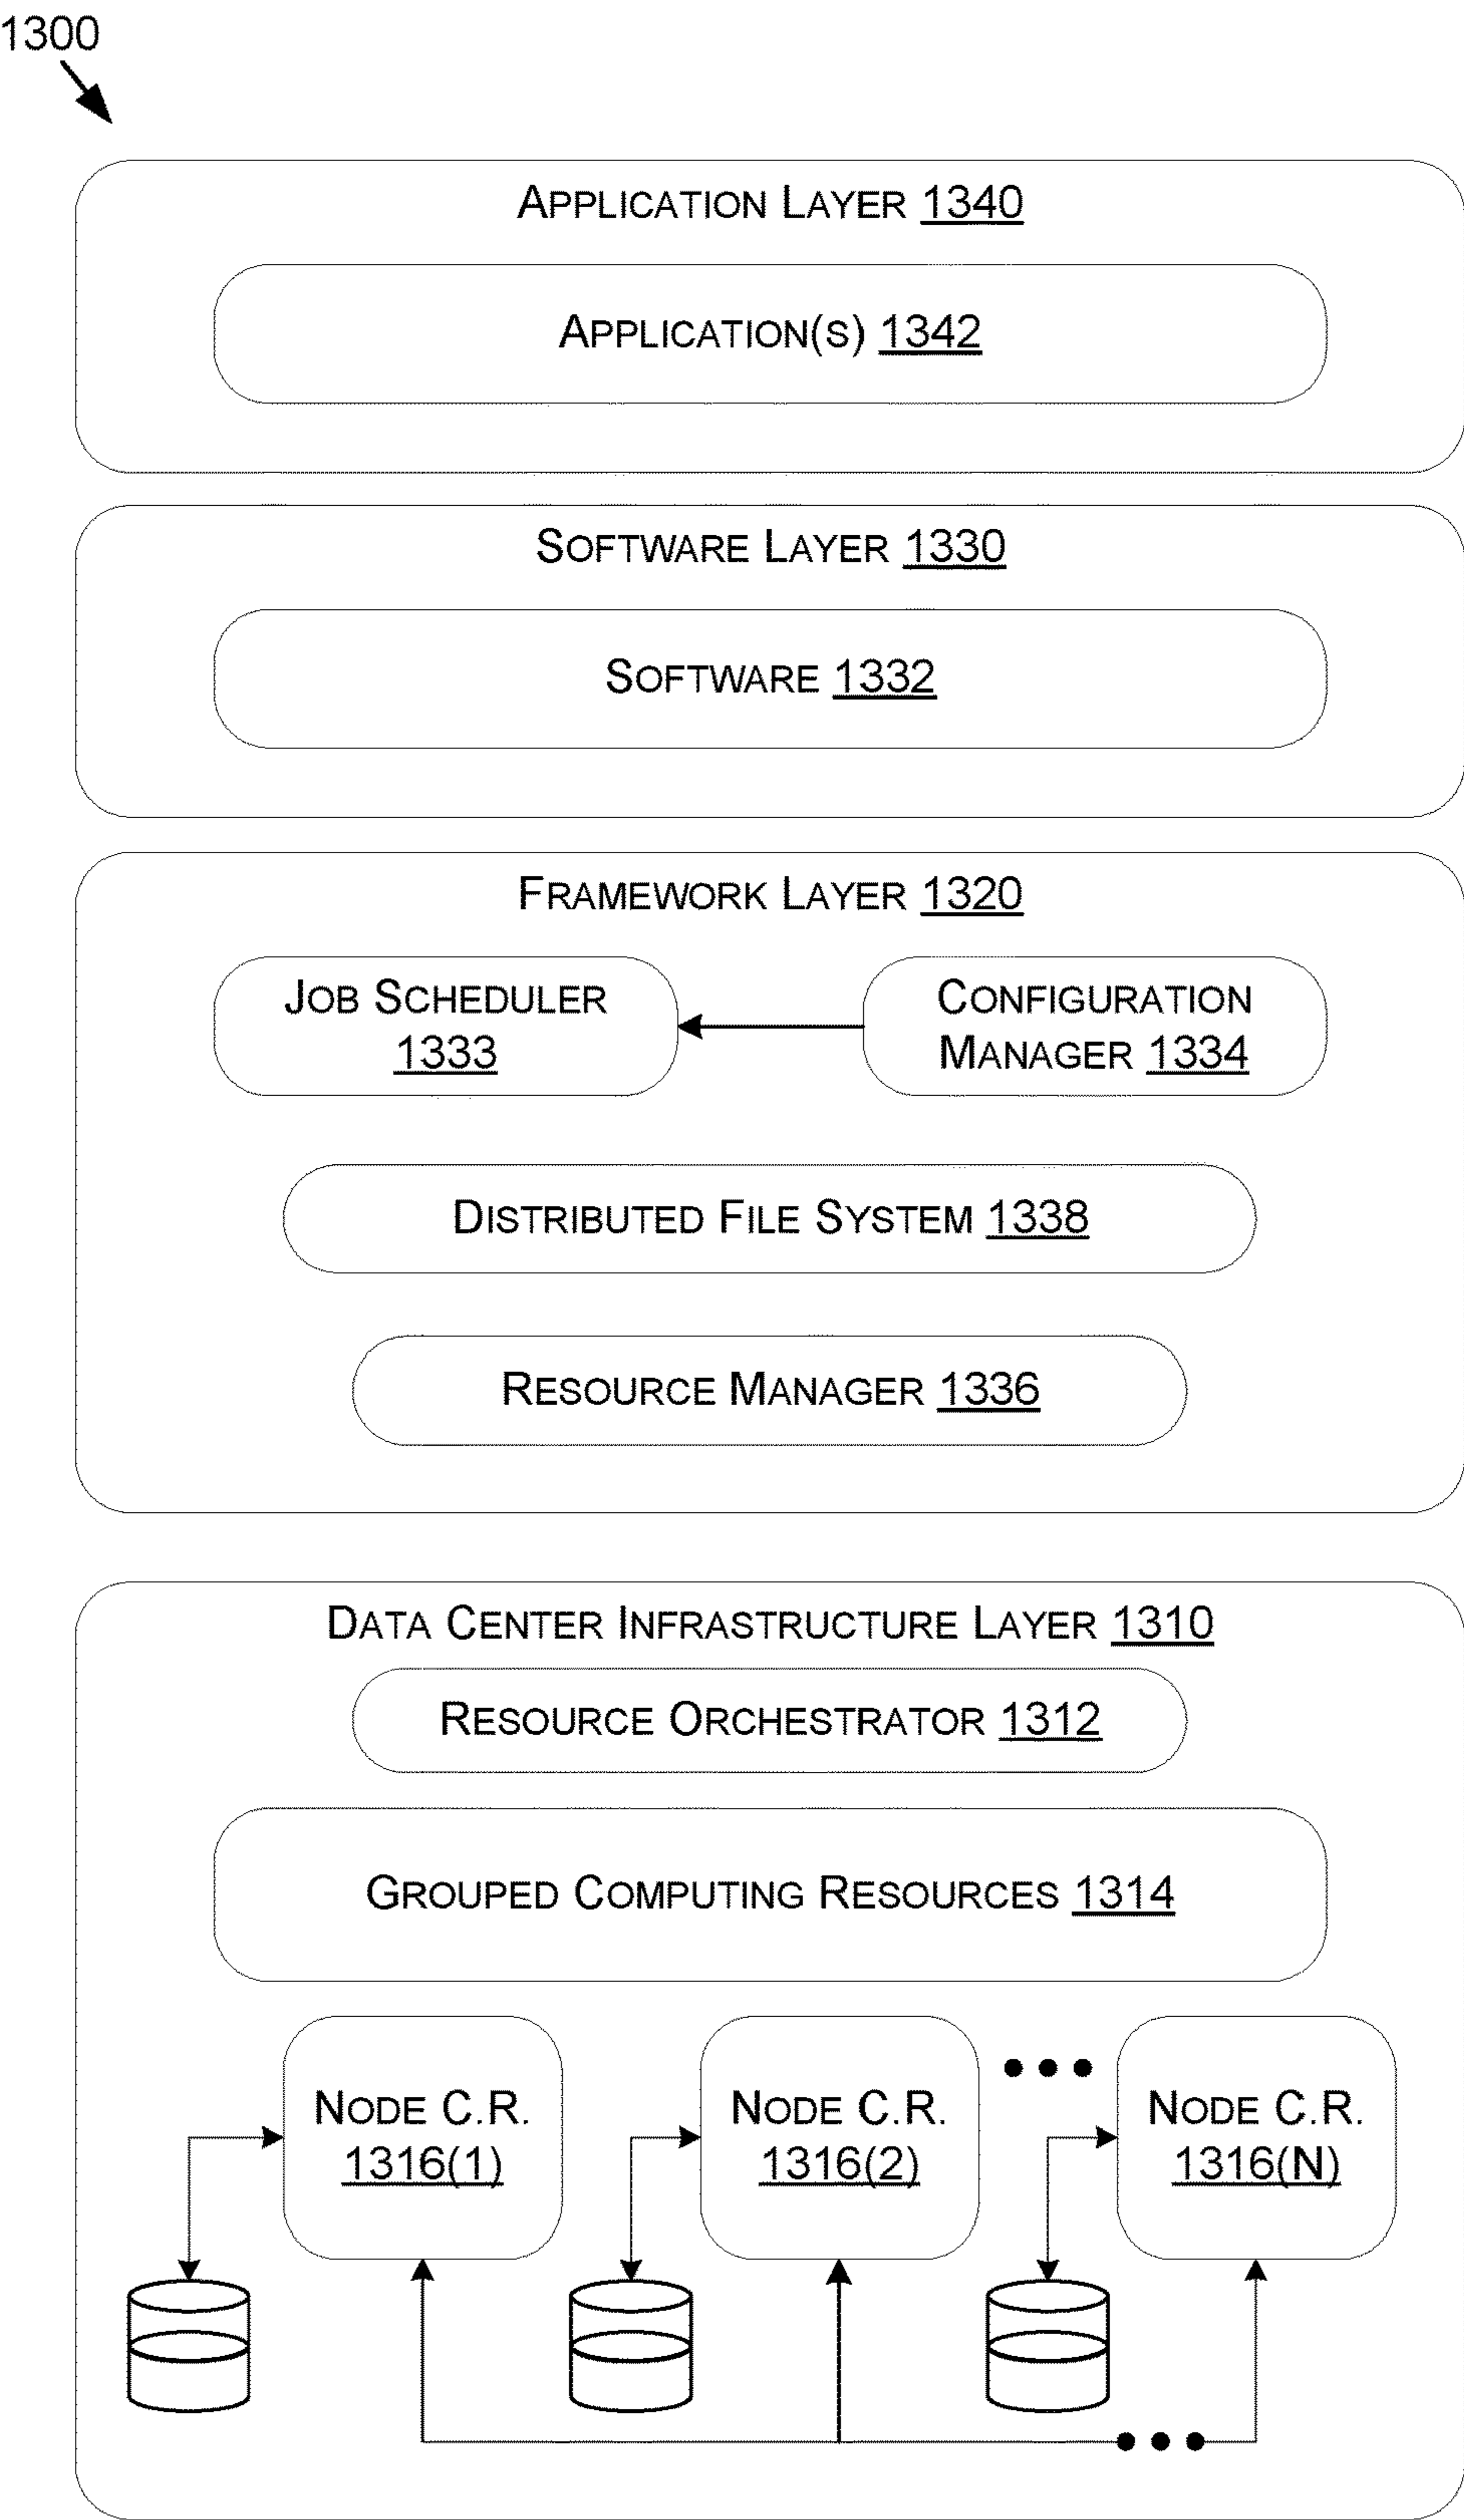 1300
APPLICATION LAYER 1340
APPLICATION(S) 1342
SOFTWARE LAYER 1330
SOFTWARE 1332
FRAMEWORK LAYER 1320
JOB SCHEDULER
1333
CONFIGURATION
MANAGER 1334
DISTRIBUTED FILE SYSTEM 1338
RESOURCE MANAGER 1336
DATA CENTER INFRASTRUCTURE LAYER 1310
RESOURCE ORCHESTRATOR 1312
GROUPED COMPUTING RESOURCES 1314
NODE C.R.
1316(1)
NODE C.R.
1316(2)
NODE C.R.
1316(N)